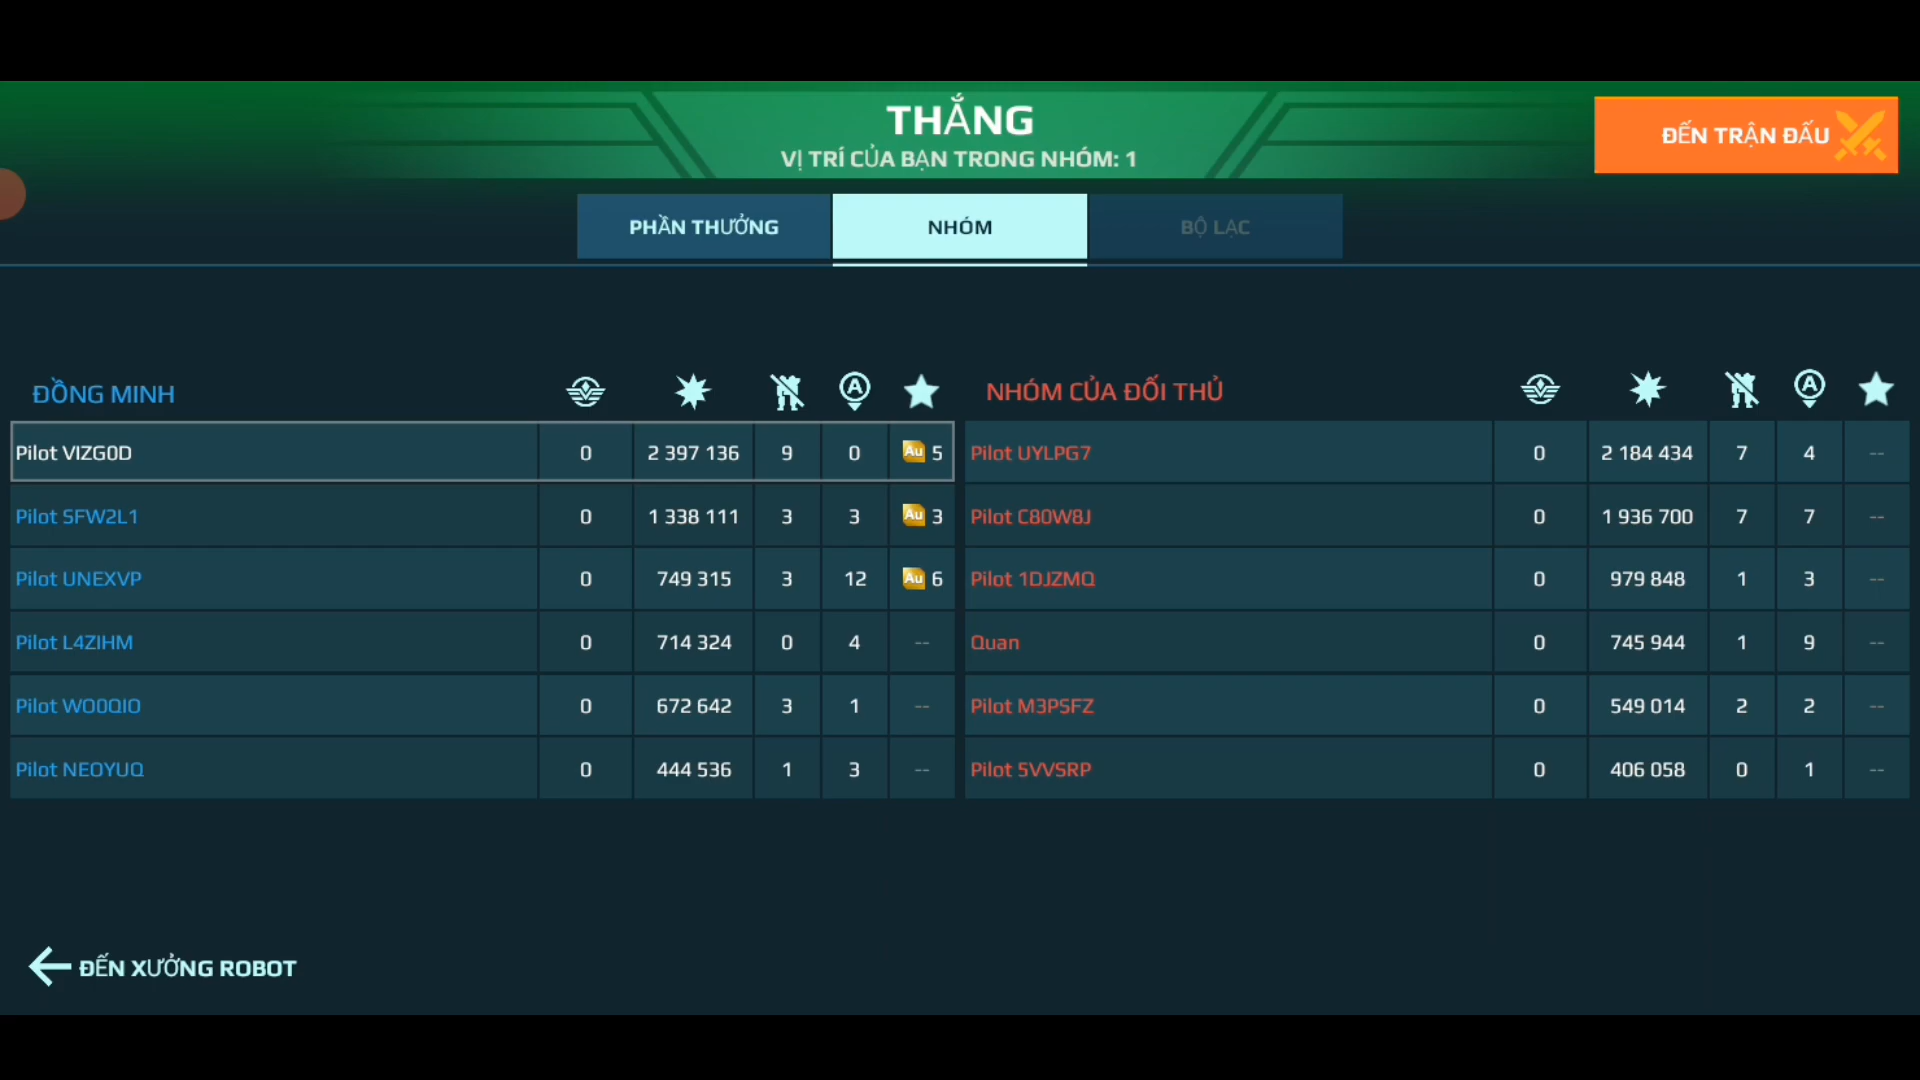 THẮNG
VỊ TRÍ CỦA BẠN TRONG NHÓM: 1
ĐẾN TRẬN ĐẤU
PHẦN THƯỞNG
NHÓM
BỘ LẠC
ĐỒNG MINH
A
Pilot VIZG0D 0 2 397 136 9 0 Au 5
Pilot SFW2L1 0 1 338 111 3 3 Au 3
Pilot UNEXVP 0 749 315 3 12 Au 6
Pilot L4ZIHM 0 714 324 0 4 --
Pilot WO0QIO 0 672 642 3 1 --
Pilot NEOYUQ 0 444 536 1 3 --
NHÓM CỦA ĐỐI THỦ
A
Pilot UYLPG7 0 2 184 434 7 4 --
Pilot C80W8J 0 1 936 700 7 7 --
Pilot 1DJZMQ 0 979 848 1 3 --
Quan 0 745 944 1 9 --
Pilot M3PSFZ 0 549 014 2 2 --
Pilot 5VVSRP 0 406 058 0 1 --
ĐẾN XƯỞNG ROBOT